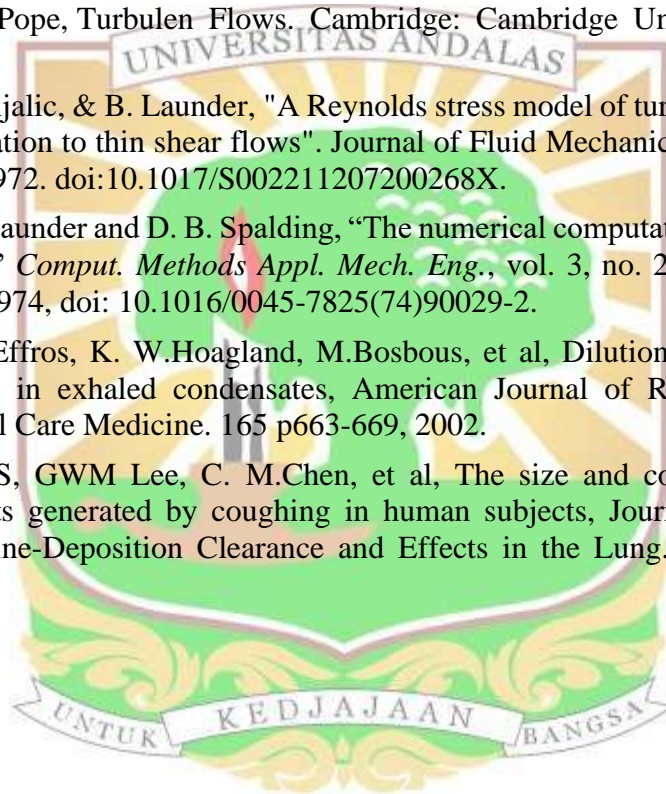 Pope, Turbulen Flows. Cambridge: Cambridge Un
UNIVERSITAS ANDALAS
jalic, & B. Launder, "A Reynolds stress model of tur
ation to thin shear flows". Journal of Fluid Mechanic
972. doi:10.1017/S002211207200268X.
aunder and D. B. Spalding, “The numerical computat
” Comput. Methods Appl. Mech. Eng., vol. 3, no. 2
974, doi: 10.1016/0045-7825(74)90029-2.
Effros, K. W.Hoagland, M.Bosbous, et al, Dilution
in exhaled condensates, American Journal of R
l Care Medicine. 165 p663-669, 2002.
S, GWM Lee, C. M.Chen, et al, The size and co
ts generated by coughing in human subjects, Jour
ine-Deposition Clearance and Effects in the Lung.
UNTUK KEDJAJAAN BANGSA